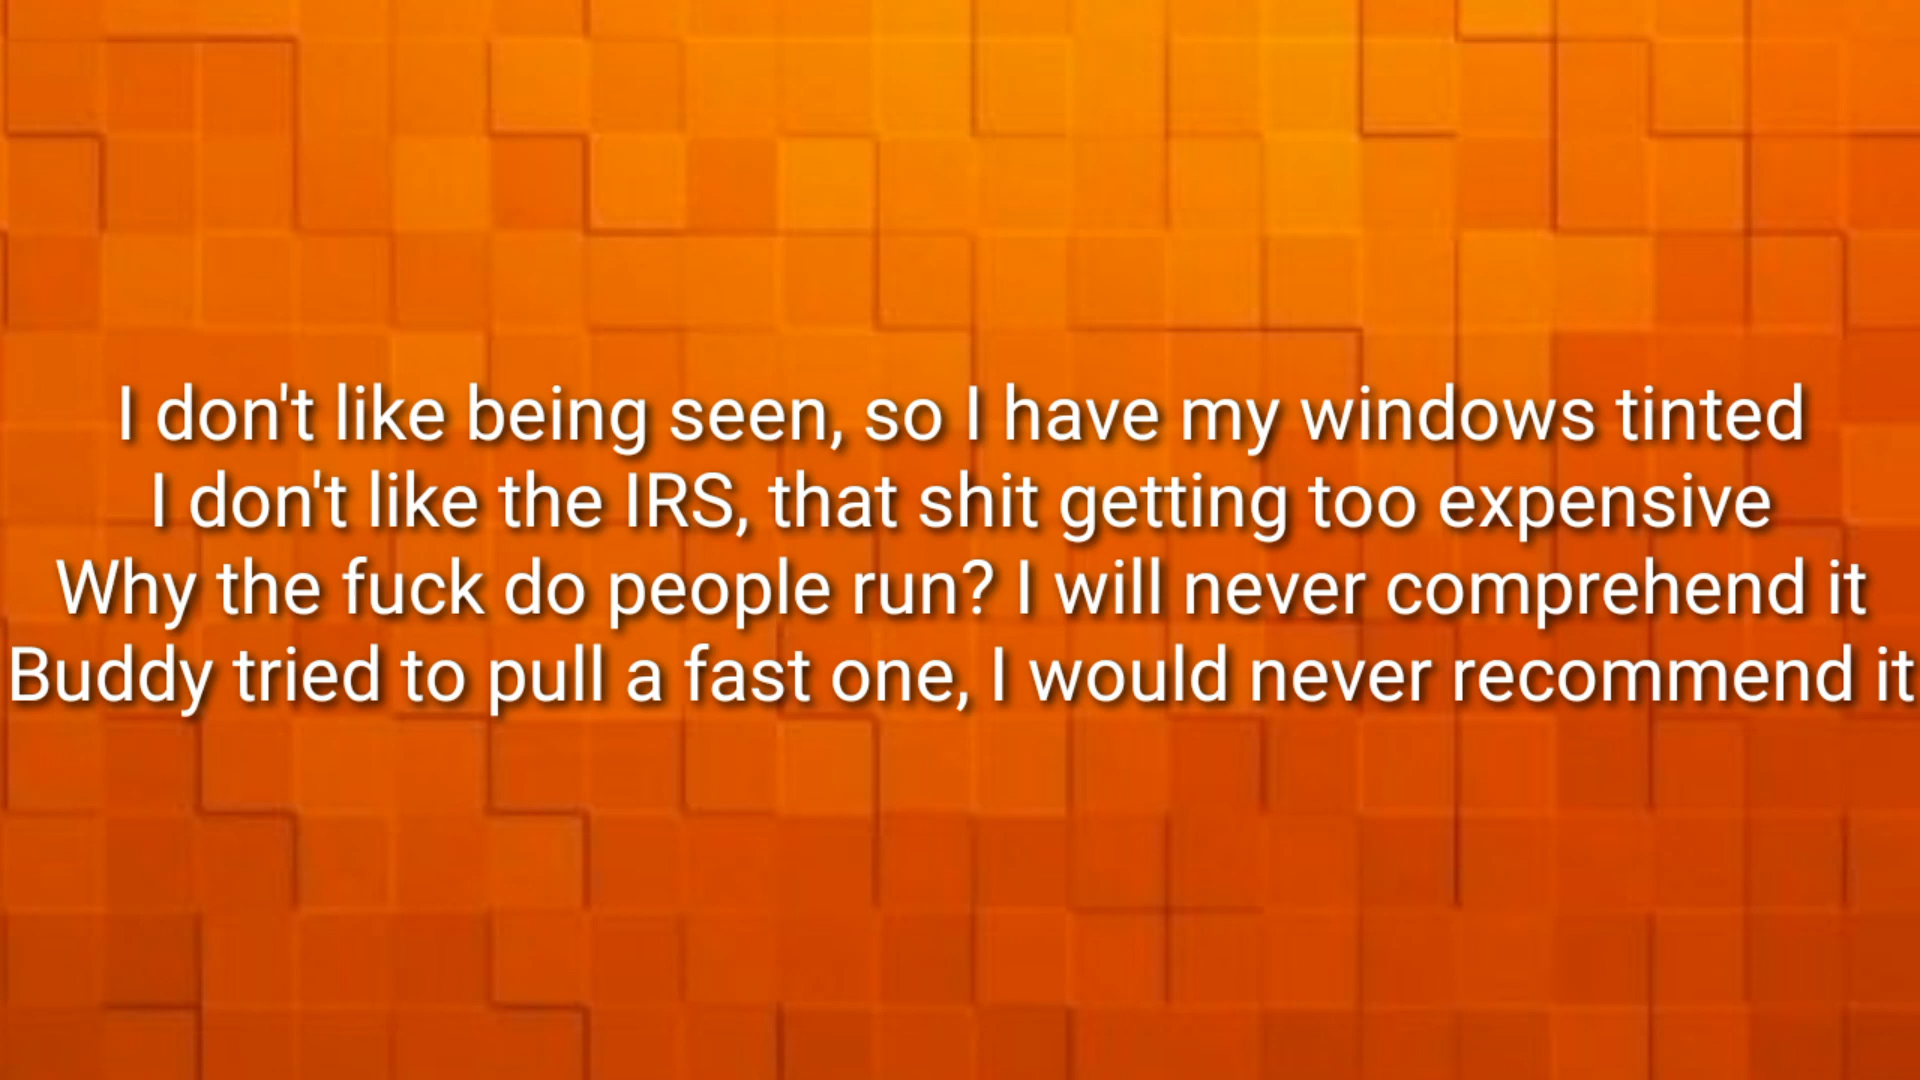 I don't like being seen, so I have my windows tinted
I don't like the IRS, that shit getting too expensive
Why the fuck do people run? I will never comprehend it
Buddy tried to pull a fast one, I would never recommend it